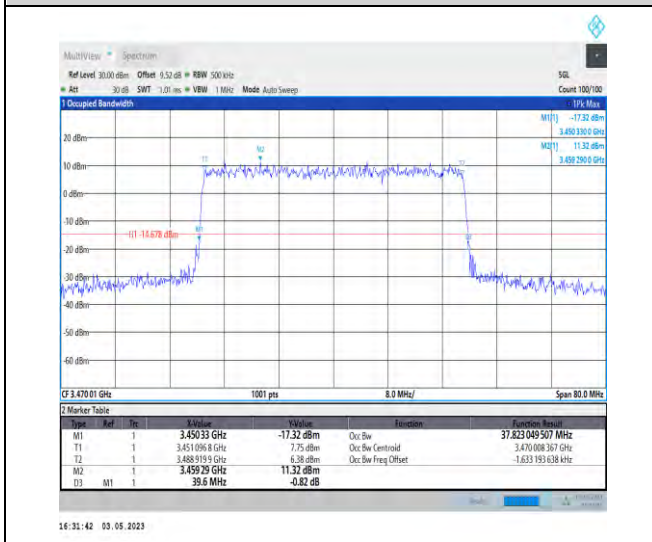 MultiView Spectrum
Ref Level 30.00 dBm Offset 9.52 dB RBW 500 kHz SGL
Att 30 dB SWT 1.01 ms VBW 1 MHz Mode Auto Sweep Count 100/100
1 Occupied Bandwidth 1Pk Max
M1[1] -17.32 dBm
3.450 330 0 GHz
M2[1] 11.32 dBm
3.459 290 0 GHz
20 dBm
M2
T1 T2
10 dBm
0 dBm
-10 dBm
H1 -14.678 dBm
M1
-20 dBm
-30 dBm
-40 dBm
-50 dBm
-60 dBm
CF 3.470 01 GHz 1001 pts 8.0 MHz/ Span 80.0 MHz
2 Marker Table
Type Ref Trc X-Value Y-Value Function Function Result
M1 1 3.45033 GHz -17.32 dBm Occ Bw 37.823 049 507 MHz
T1 1 3.451 096 8 GHz 7.75 dBm Occ Bw Centroid 3.470 008 367 GHz
T2 1 3.488 919 9 GHz 6.38 dBm Occ Bw Freq Offset -1.633 193 638 kHz
M2 1 3.459 29 GHz 11.32 dBm
D3 M1 1 39.6 MHz -0.82 dB
16:31:42 03.05.2023